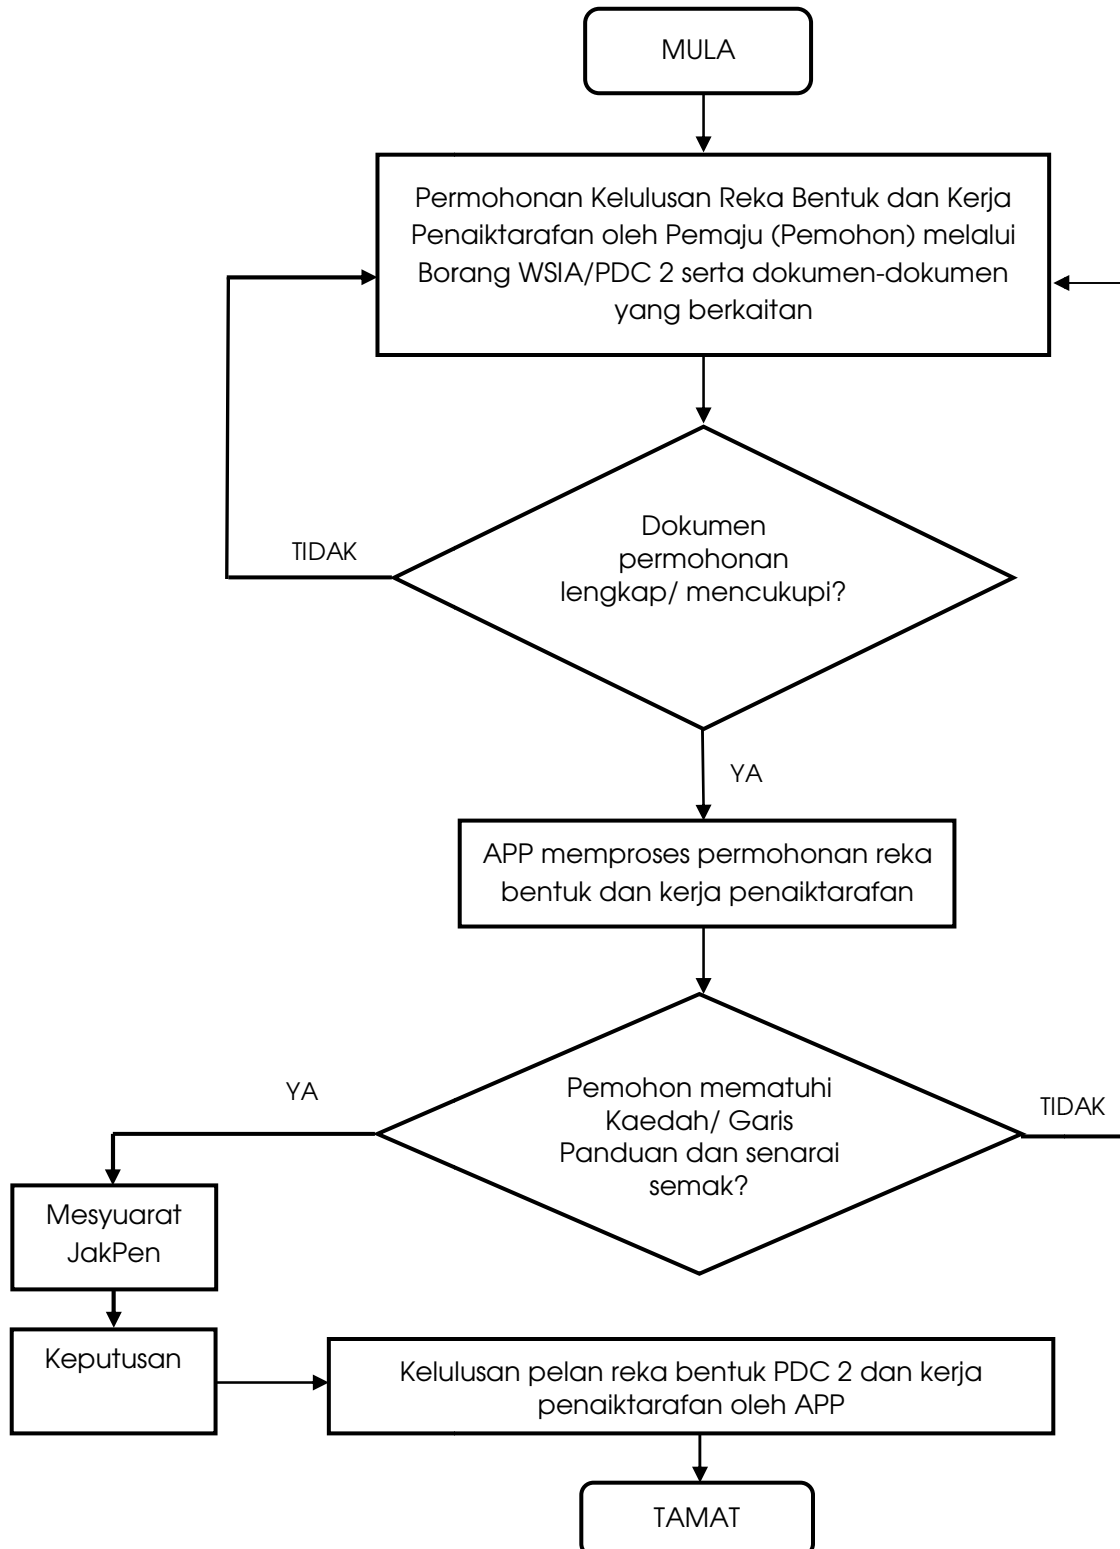 MULA
Permohonan Kelulusan Reka Bentuk dan Kerja
Penaiktarafan oleh Pemaju (Pemohon) melalui
Borang WSIA/PDC 2 serta dokumen-dokumen
yang berkaitan
Dokumen
permohonan
lengkap/ mencukupi?
TIDAK
YA
APP memproses permohonan reka
bentuk dan kerja penaiktarafan
Pemohon mematuhi
Kaedah/ Garis
Panduan dan senarai
semak?
YA
TIDAK
Mesyuarat
JakPen
Keputusan
Kelulusan pelan reka bentuk PDC 2 dan kerja
penaiktarafan oleh APP
TAMAT